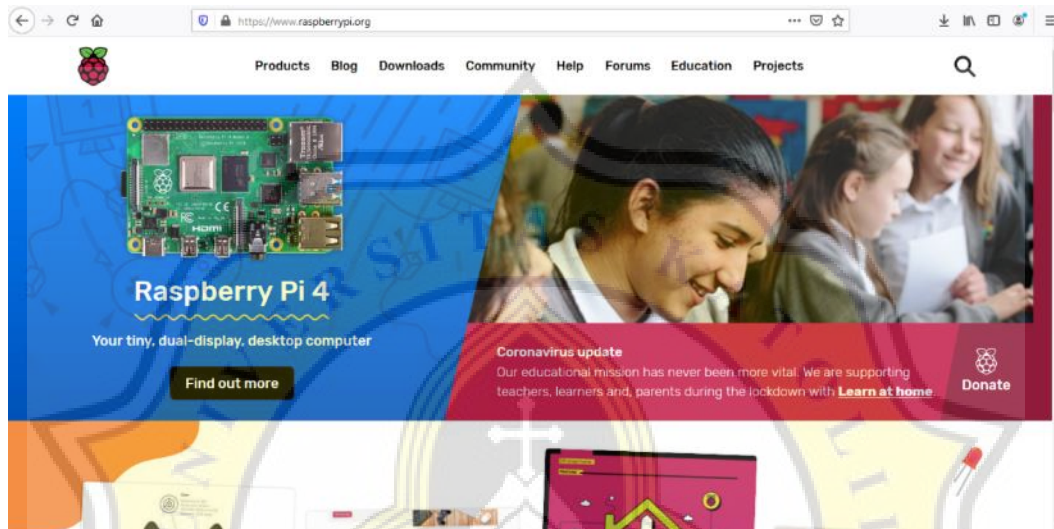 https://www.raspberrypi.org
Products Blog Downloads Community Help Forums Education Projects
Raspberry Pi 4
Your tiny, dual-display, desktop computer
Find out more
Coronavirus update
Our educational mission has never been more vital. We are supporting
teachers, learners and, parents during the lockdown with Learn at home
Donate
HDMI